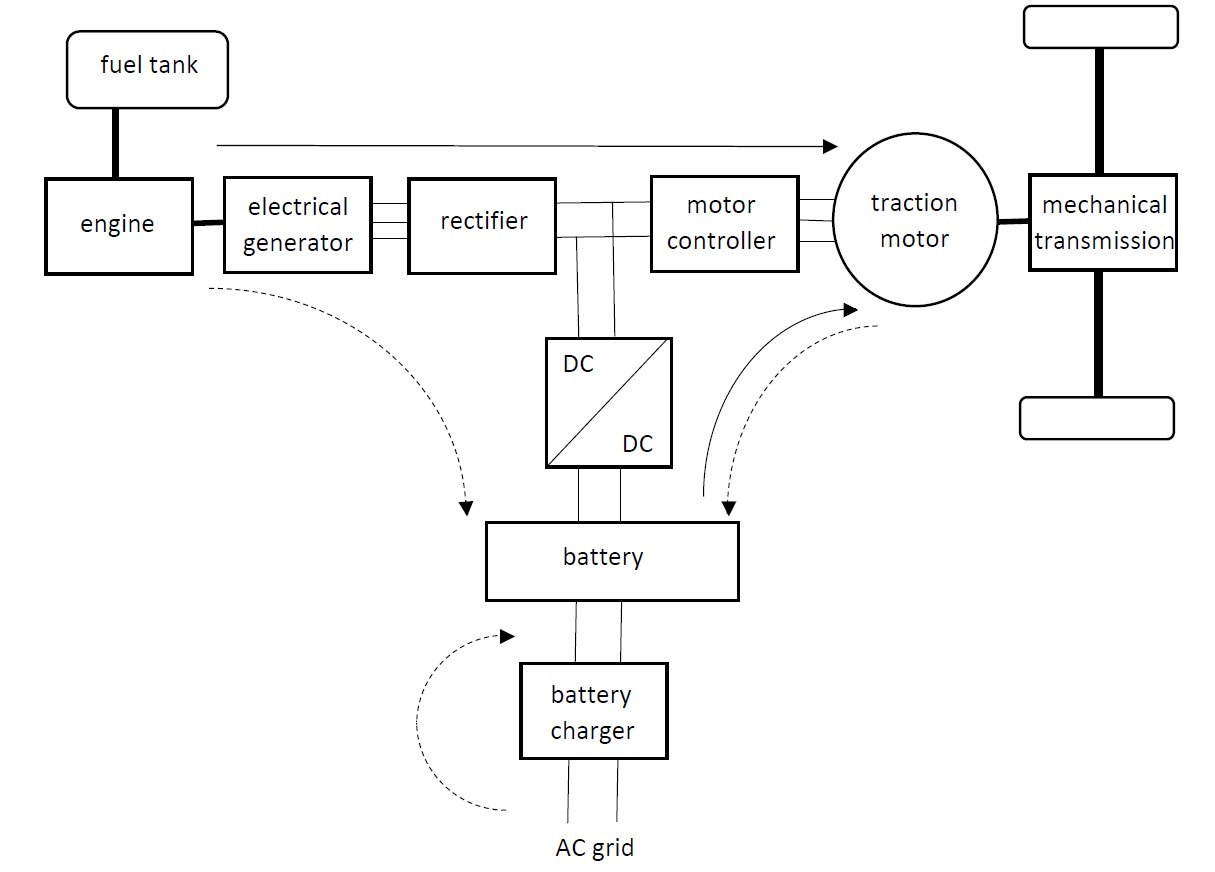 fuel tank
engine
electrical
generator
rectifier
motor
controller
traction
motor
mechanical
transmission
DC
DC
battery
battery
charger
AC grid